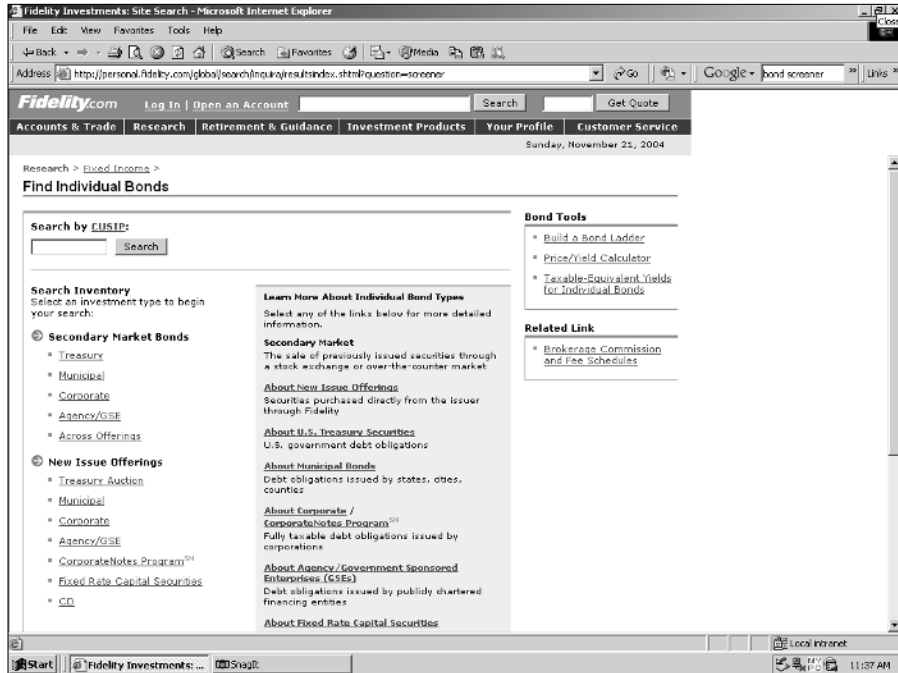 Fidelity Investments: Site Search - Microsoft Internet Explorer
Close
File Edit View Favorites Tools Help
Back Search Favorites Media
Address http://personal.fidelity.com/global/search/inquira/resultsindex.shtml?question=screener Go Google bond screener » Links »
Fidelity.com Log In | Open an Account Search Get Quote
Accounts & Trade Research Retirement & Guidance Investment Products Your Profile Customer Service
Sunday, November 21, 2004
Research > Fixed Income >
Find Individual Bonds
Search by CUSIP:
Search
Search Inventory
Select an investment type to begin
your search:
Secondary Market Bonds
Treasury
Municipal
Corporate
Agency/GSE
Across Offerings
New Issue Offerings
Treasury Auction
Municipal
Corporate
Agency/GSE
CorporateNotes Program℠
Fixed Rate Capital Securities
CD
Learn More About Individual Bond Types
Select any of the links below for more detailed
information.
Secondary Market
The sale of previously issued securities through
a stock exchange or over-the-counter market
About New Issue Offerings
Securities purchased directly from the issuer
through Fidelity
About U.S. Treasury Securities
U.S. government debt obligations
About Municipal Bonds
Debt obligations issued by states, cities,
counties
About Corporate /
CorporateNotes Program℠
Fully taxable debt obligations issued by
corporations
About Agency/Government Sponsored
Enterprises (GSEs)
Debt obligations issued by publicly chartered
financing entities
About Fixed Rate Capital Securities
Bond Tools
Build a Bond Ladder
Price/Yield Calculator
Taxable-Equivalent Yields
for Individual Bonds
Related Link
Brokerage Commission
and Fee Schedules
Local intranet
Start Fidelity Investments: ... SnagIt 11:37 AM